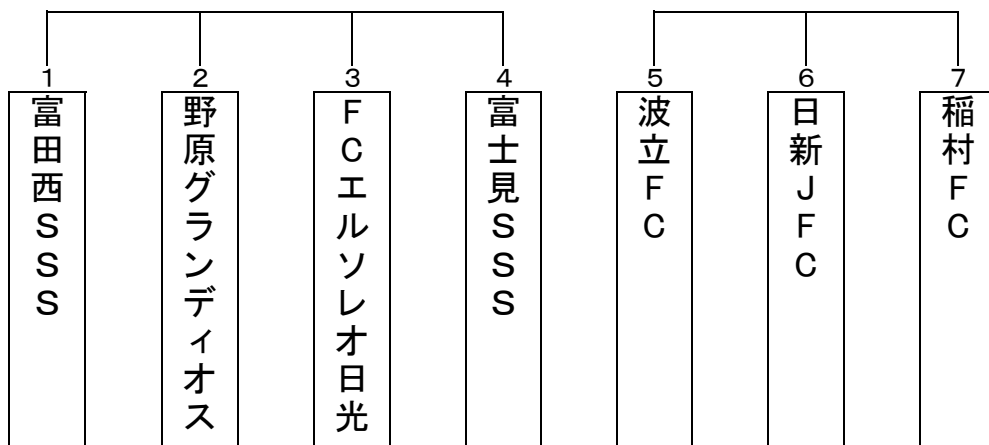 1
富田西SSS
2
野原グランディオス
3
FCエルソレオ日光
4
富士見SSS
5
波立FC
6
日新JFC
7
稲村FC